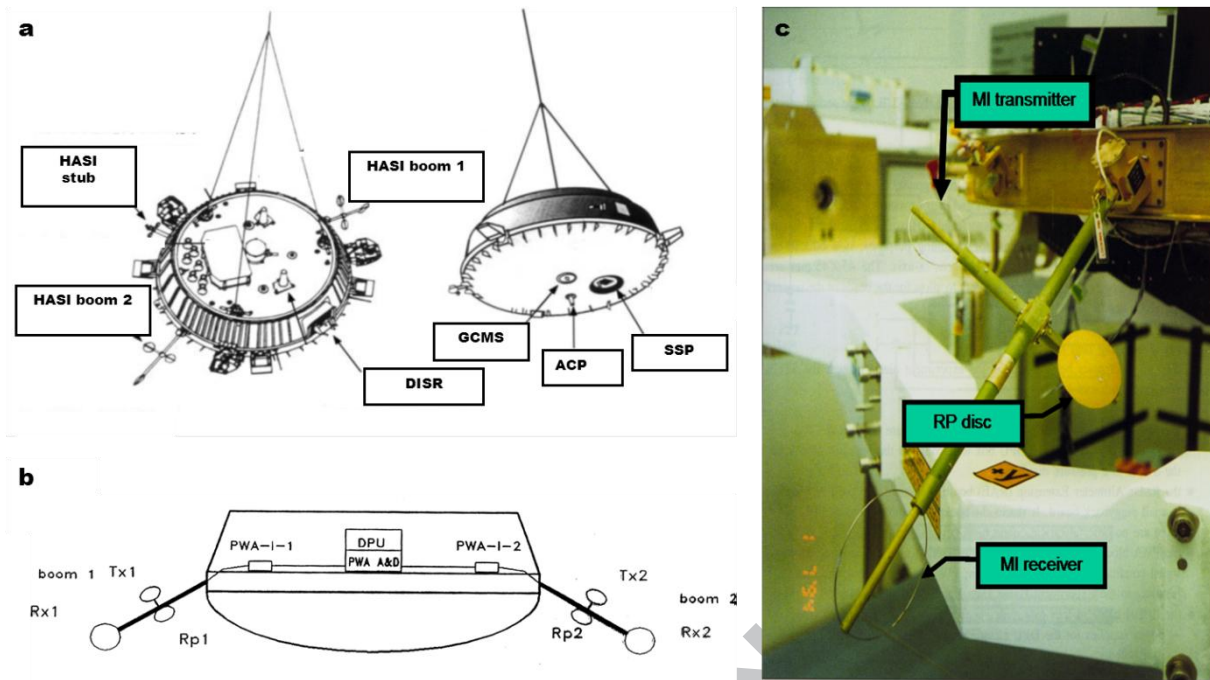 a
HASI
stub
HASI boom 1
HASI boom 2
GCMS
ACP
SSP
DISR
b
DPU
PWA A&D
PWA-I-1
PWA-I-2
boom 1
Tx1
Rx1
Rp1
Tx2
boom 2
Rp2
Rx2
c
MI transmitter
RP disc
+y
MI receiver